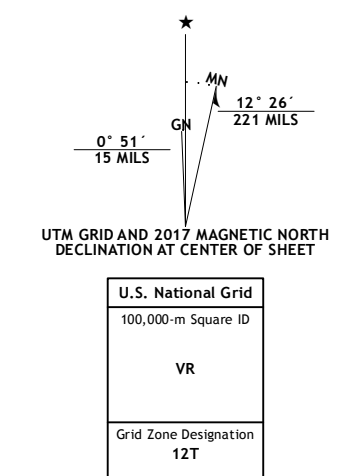 ★
MN
12° 26´
221 MILS
GN
0° 51´
15 MILS
UTM GRID AND 2017 MAGNETIC NORTH
DECLINATION AT CENTER OF SHEET
U.S. National Grid
100,000-m Square ID
VR
Grid Zone Designation
12T